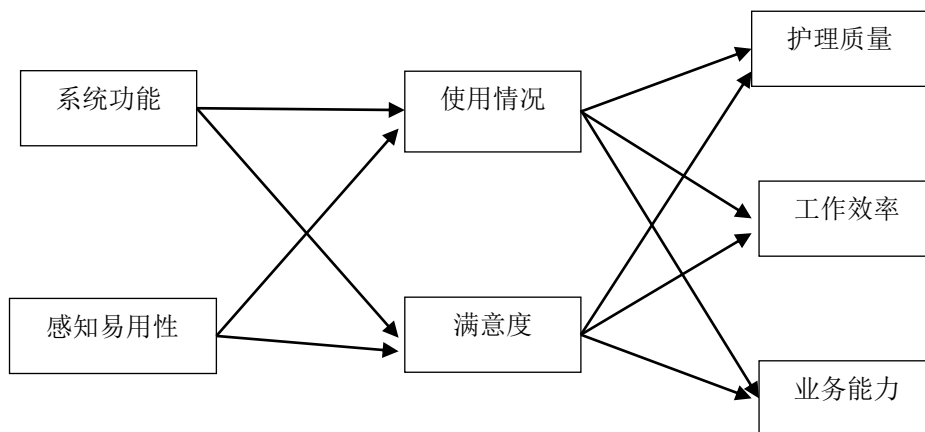 护理质量
系统功能
使用情况
工作效率
感知易用性
满意度
业务能力